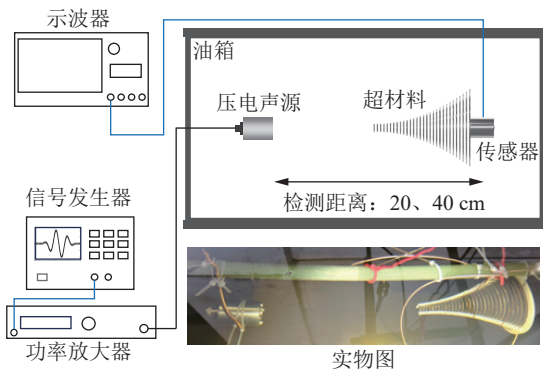 示波器
油箱
压电声源
超材料
传感器
检测距离：20、40 cm
信号发生器
功率放大器
实物图